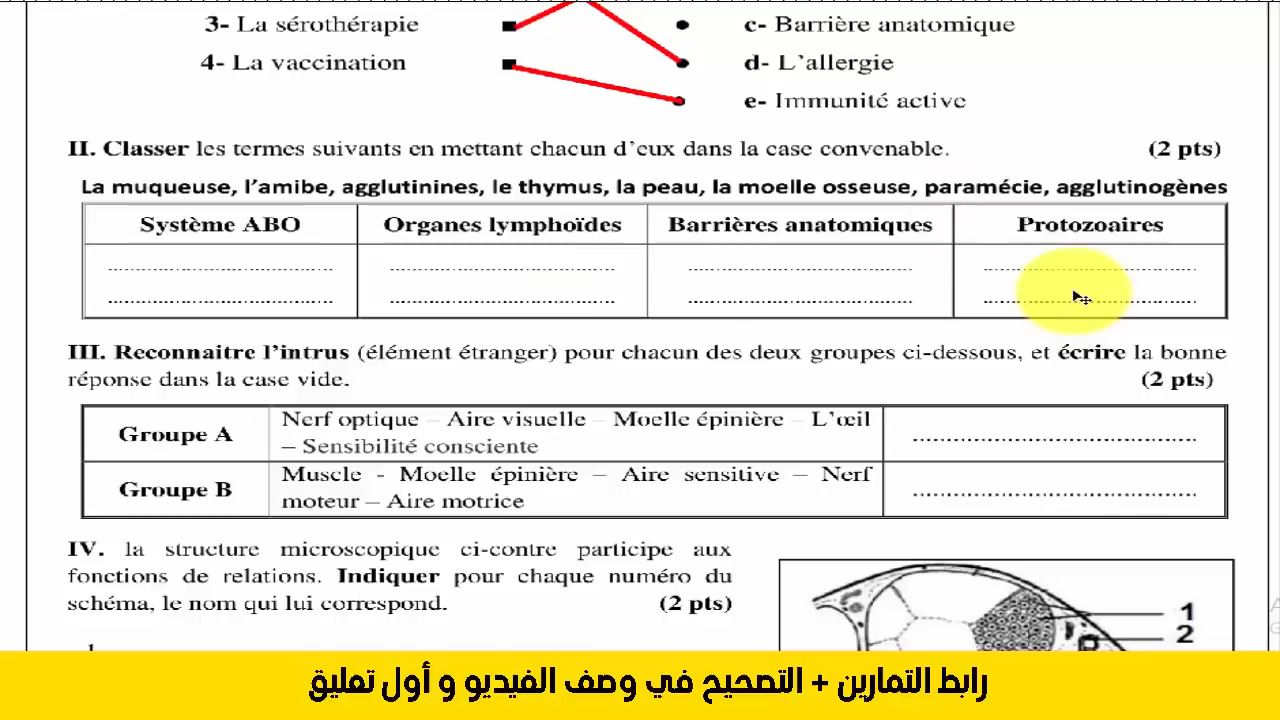 3- La sérothérapie
c- Barrière anatomique
4- La vaccination
d- L'allergie
e- Immunité active
II. Classer les termes suivants en mettant chacun d'eux dans la case convenable. (2 pts)
La muqueuse, l'amibe, agglutinines, le thymus, la peau, la moelle osseuse, paramécie, agglutinogènes
Système ABO
Organes lymphoïdes
Barrières anatomiques
Protozoaires
III. Reconnaitre l'intrus (élément étranger) pour chacun des deux groupes ci-dessous, et écrire la bonne
réponse dans la case vide. (2 pts)
Groupe A
Nerf optique – Aire visuelle – Moelle épinière – L'œil
– Sensibilité consciente
Groupe B
Muscle - Moelle épinière – Aire sensitive – Nerf
moteur – Aire motrice
IV. la structure microscopique ci-contre participe aux
fonctions de relations. Indiquer pour chaque numéro du
schéma, le nom qui lui correspond. (2 pts)
1
2
رابط التمارين + التصحيح في وصف الفيديو و أول تعليق